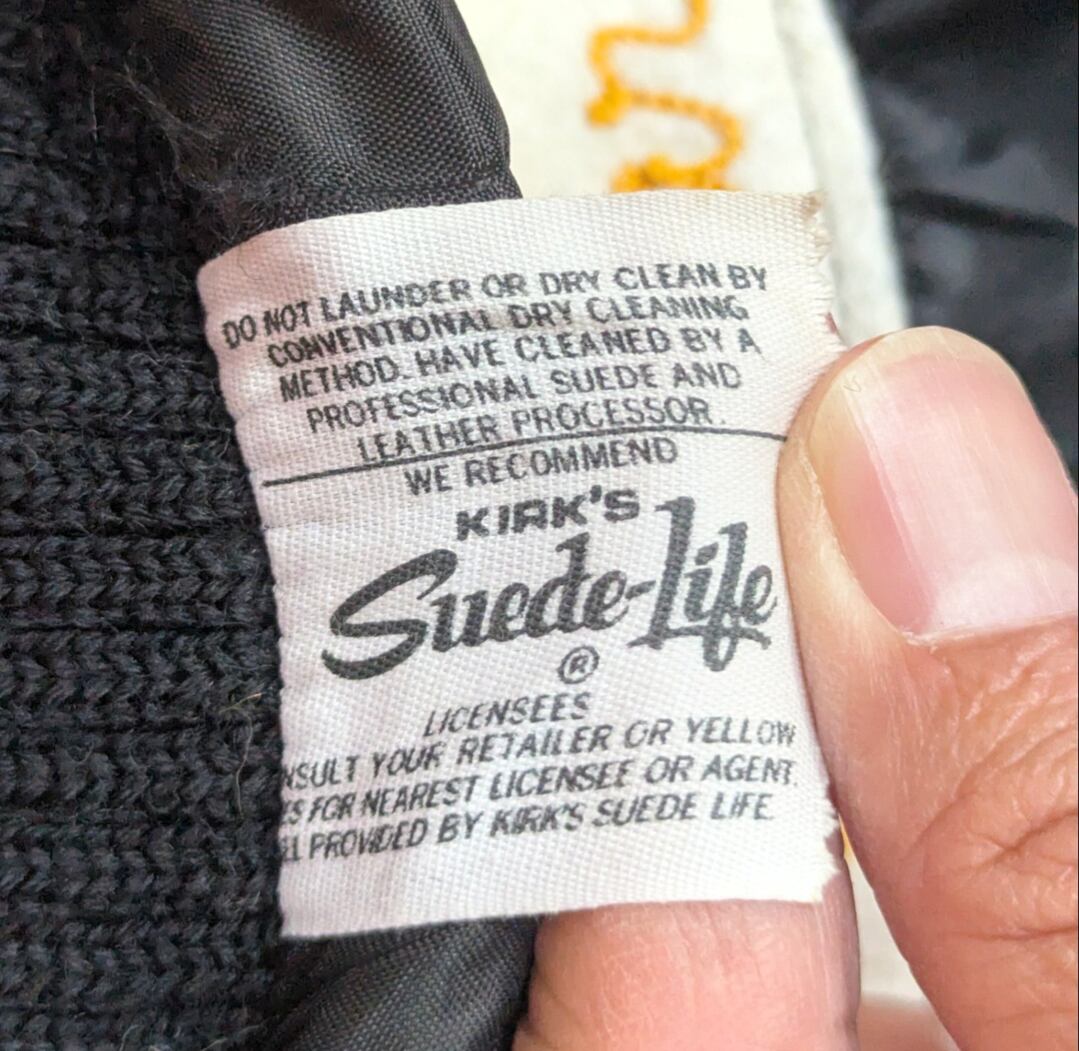 DO NOT LAUNDER OR DRY CLEAN BY
CONVENTIONAL DRY CLEANING
METHOD. HAVE CLEANED BY A
PROFESSIONAL SUEDE AND
LEATHER PROCESSOR.
WE RECOMMEND
KIRK'S
Suede-Life
®
LICENSEES
NSULT YOUR RETAILER OR YELLOW
ES FOR NEAREST LICENSEE OR AGENT.
PROVIDED BY KIRK'S SUEDE LIFE